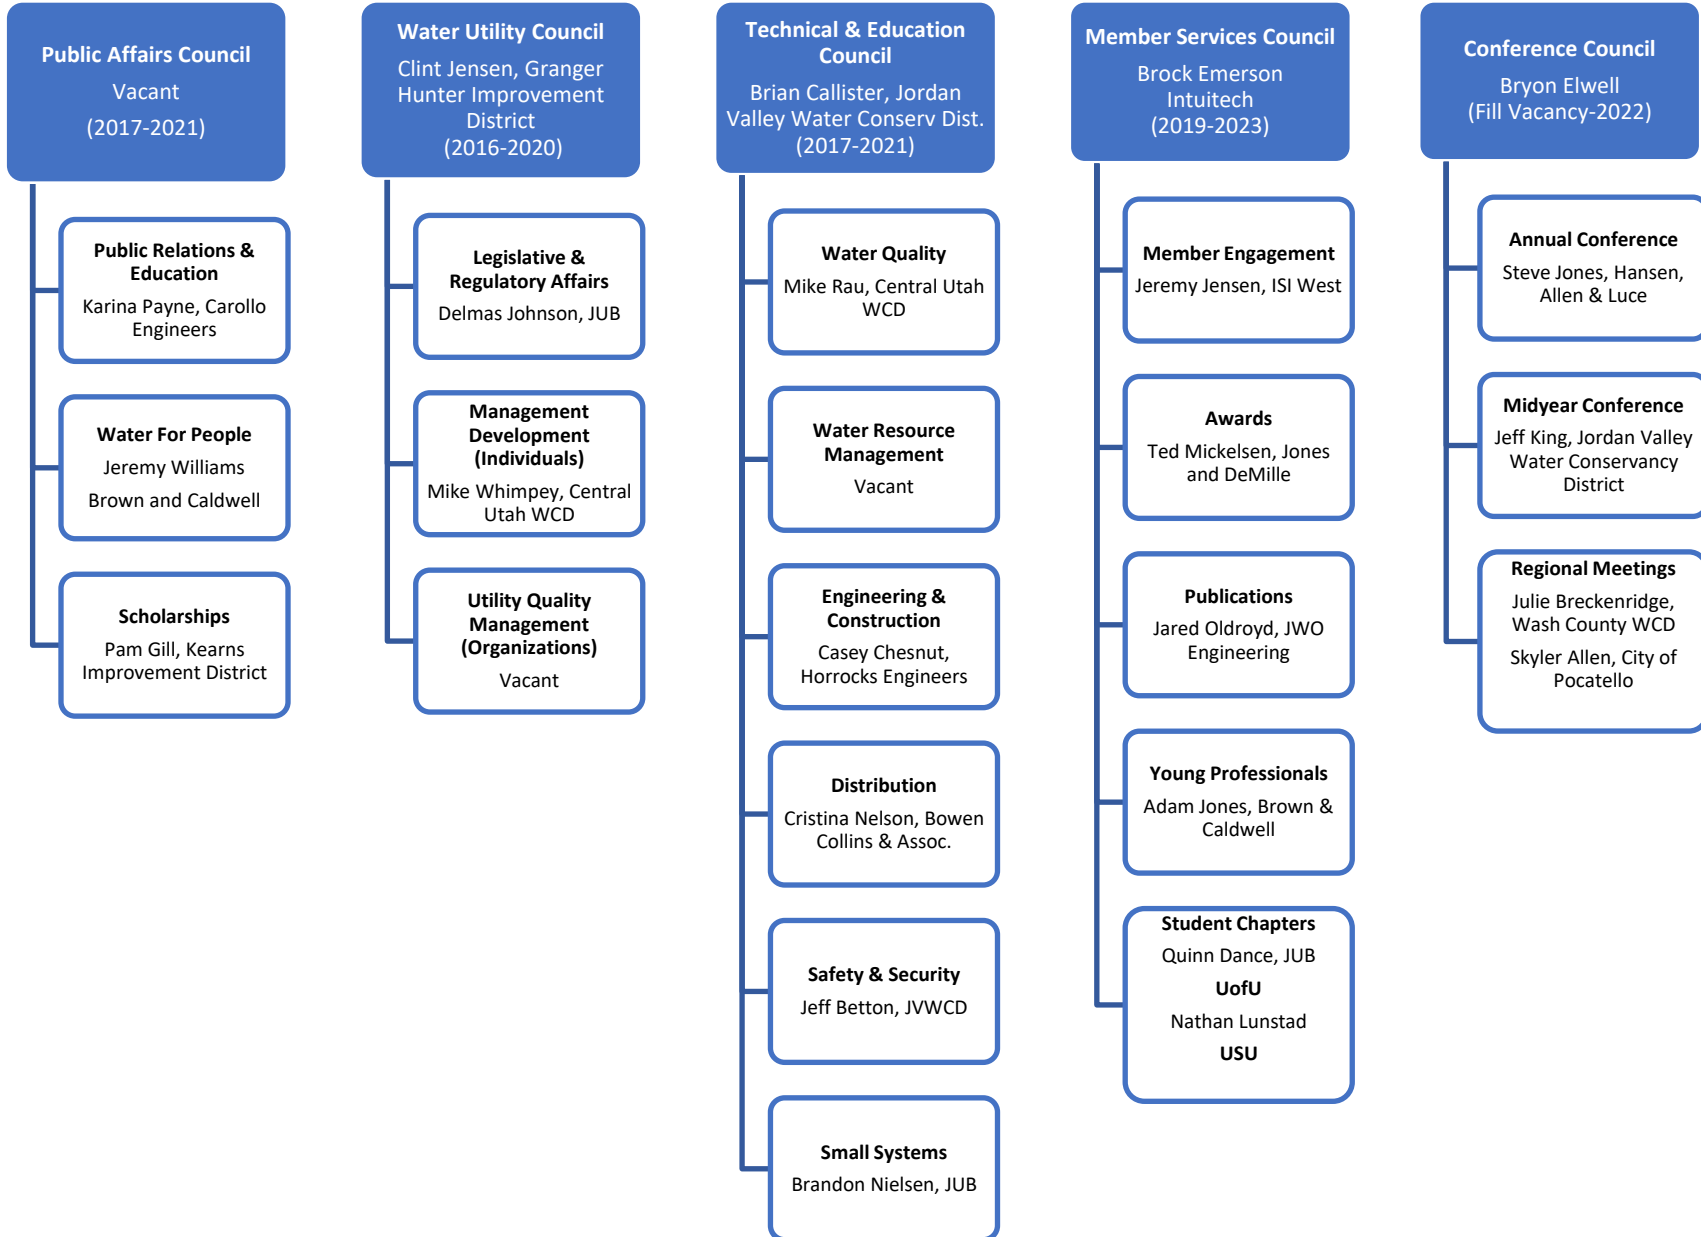 Public Affairs Council
Vacant
(2017-2021)
Public Relations &
Education
Karina Payne, Carollo
Engineers
Water For People
Jeremy Williams
Brown and Caldwell
Scholarships
Pam Gill, Kearns
Improvement District
Water Utility Council
Clint Jensen, Granger
Hunter Improvement
District
(2016-2020)
Legislative &
Regulatory Affairs
Delmas Johnson, JUB
Management
Development
(Individuals)
Mike Whimpey, Central
Utah WCD
Utility Quality
Management
(Organizations)
Vacant
Technical & Education
Council
Brian Callister, Jordan
Valley Water Conserv Dist.
(2017-2021)
Water Quality
Mike Rau, Central Utah
WCD
Water Resource
Management
Vacant
Engineering &
Construction
Casey Chesnut,
Horrocks Engineers
Distribution
Cristina Nelson, Bowen
Collins & Assoc.
Safety & Security
Jeff Betton, JVWCD
Small Systems
Brandon Nielsen, JUB
Member Services Council
Brock Emerson
Intuitech
(2019-2023)
Member Engagement
Jeremy Jensen, ISI West
Awards
Ted Mickelsen, Jones
and DeMille
Publications
Jared Oldroyd, JWO
Engineering
Young Professionals
Adam Jones, Brown &
Caldwell
Student Chapters
Quinn Dance, JUB
UofU
Nathan Lunstad
USU
Conference Council
Bryon Elwell
(Fill Vacancy-2022)
Annual Conference
Steve Jones, Hansen,
Allen & Luce
Midyear Conference
Jeff King, Jordan Valley
Water Conservancy
District
Regional Meetings
Julie Breckenridge,
Wash County WCD
Skyler Allen, City of
Pocatello